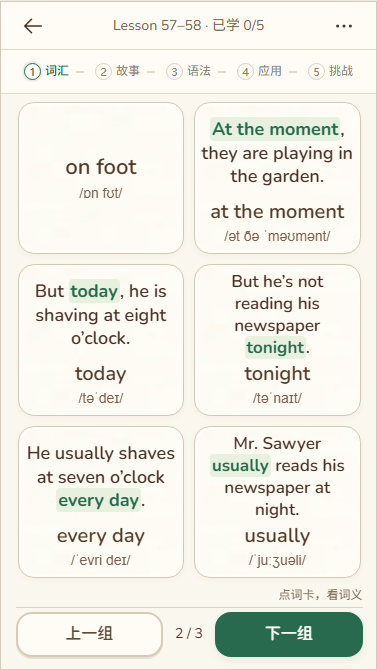 Lesson 57–58 · 已学 0/5
1 词汇 – 2 故事 – 3 语法 – 4 应用 – 5 挑战
on foot
/ɒn fʊt/
At the moment,
they are playing in
the garden.
at the moment
/ət ðə ˈməʊmənt/
But today, he is
shaving at eight
o’clock.
today
/təˈdeɪ/
But he’s not
reading his
newspaper
tonight.
tonight
/təˈnaɪt/
He usually shaves
at seven o’clock
every day.
every day
/ˈevri deɪ/
Mr. Sawyer
usually reads his
newspaper at
night.
usually
/ˈjuːʒuəli/
点词卡，看词义
上一组
2 / 3
下一组